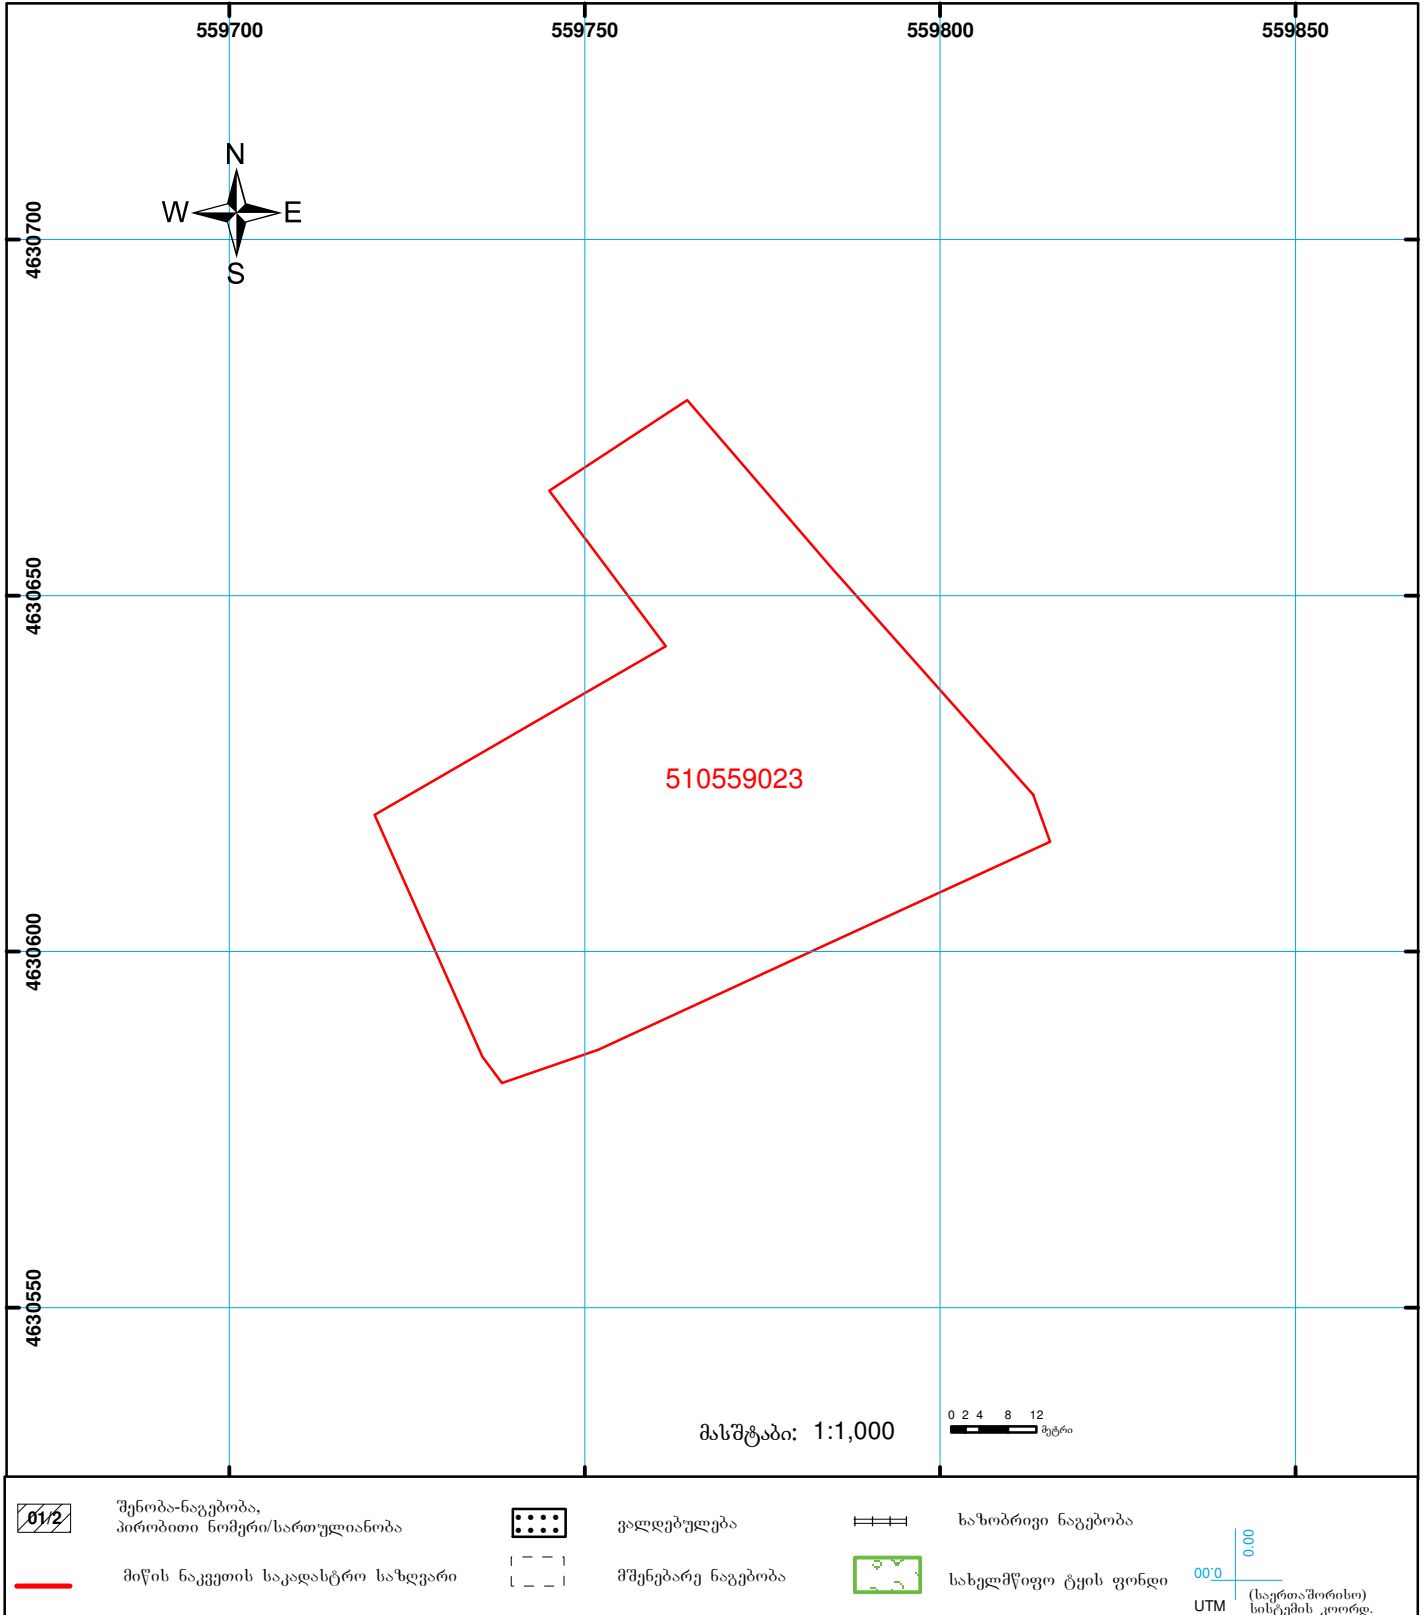 559700 559750 559800 559850
N
W E
S
4630700
4630650
510559023
4630600
4630550
მასშტაბი: 1:1,000
0 2 4 8 12
მეტრი
01/2
შენობა-ნაგებობა,
პირობითი ნომერი/სართულიანობა
ვალდებულება
ხაზობრივი ნაგებობა
მიწის ნაკვეთის საკადასტრო საზღვარი
მშენებარე ნაგებობა
სახელმწიფო ტყის ფონდი
00.0
0.00
UTM
(საერთაშორისო)
სისტემის კოორდ.